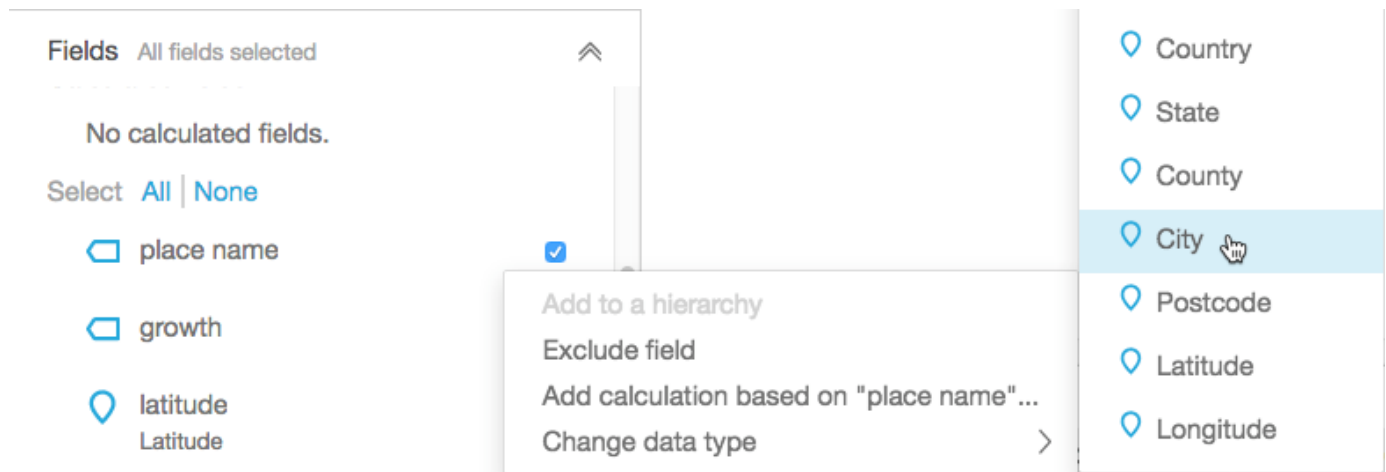 Fields All fields selected
No calculated fields.
Select All | None
place name
growth
latitude
Latitude
Add to a hierarchy
Exclude field
Add calculation based on "place name"...
Change data type
Country
State
County
City
Postcode
Latitude
Longitude